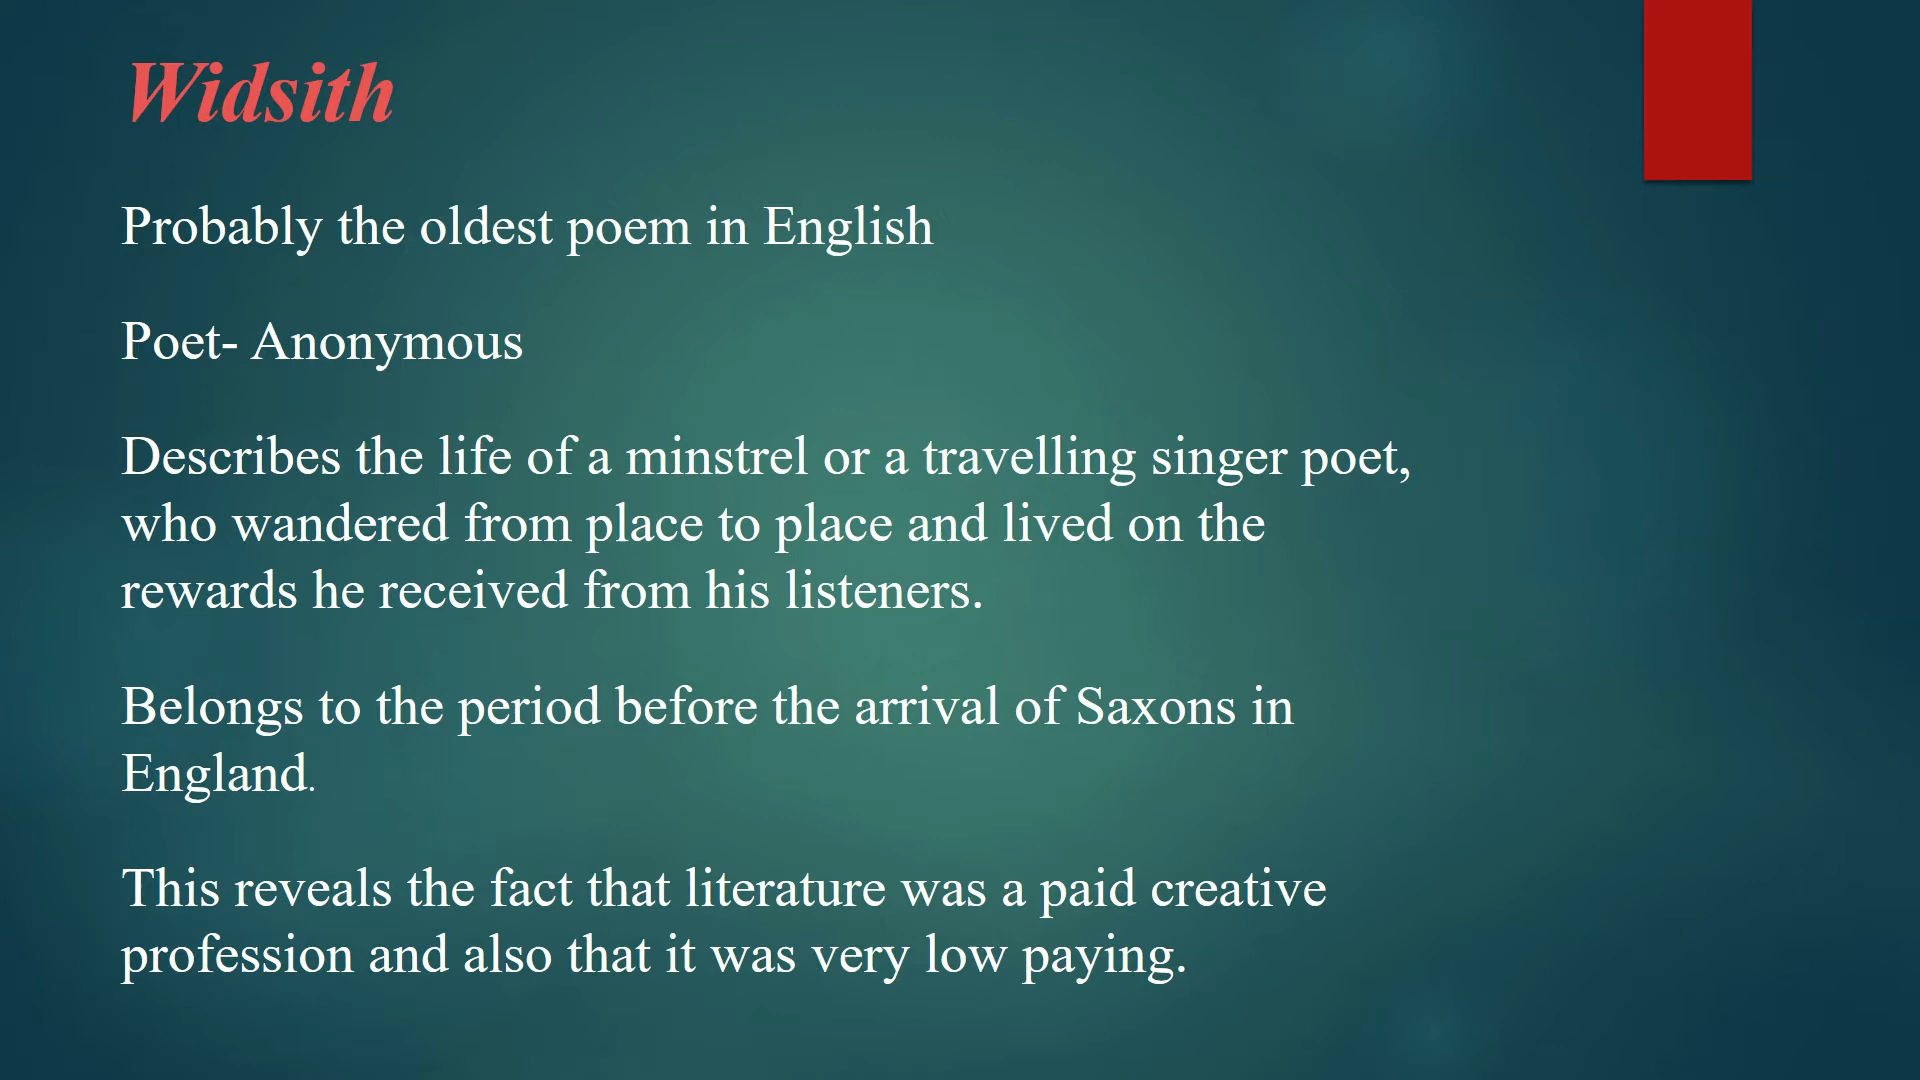 Widsith
Probably the oldest poem in English
Poet- Anonymous
Describes the life of a minstrel or a travelling singer poet,
who wandered from place to place and lived on the
rewards he received from his listeners.
Belongs to the period before the arrival of Saxons in
England.
This reveals the fact that literature was a paid creative
profession and also that it was very low paying.